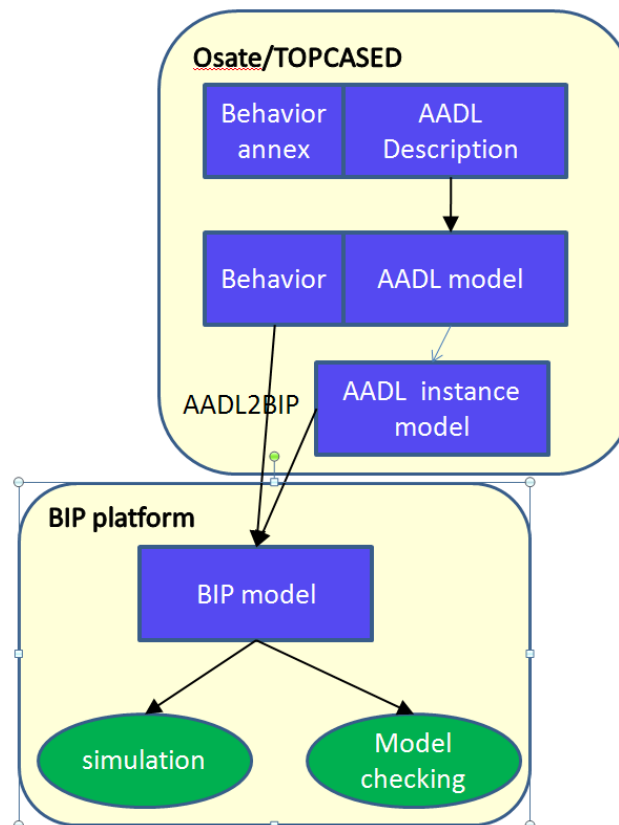 Osate/TOPCASED
Behavior
annex
AADL
Description
Behavior
AADL model
AADL2BIP
AADL instance
model
BIP platform
BIP model
simulation
Model
checking